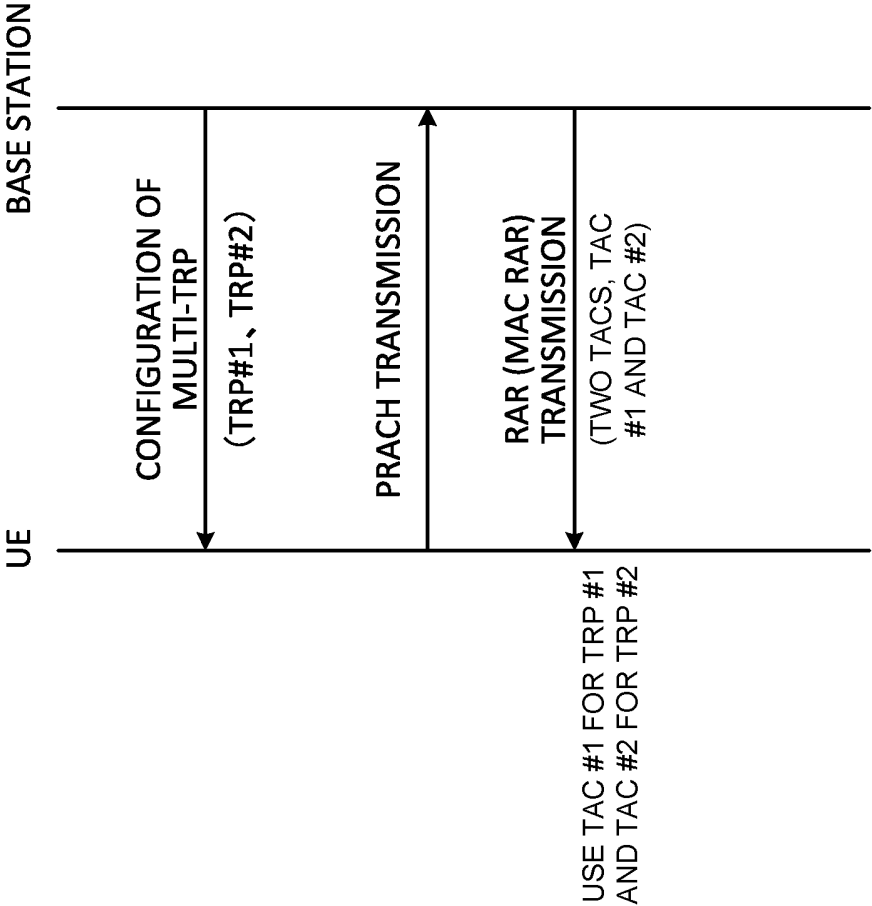 UE
BASE STATION
CONFIGURATION OF
MULTI-TRP
(TRP#1、TRP#2)
PRACH TRANSMISSION
RAR (MAC RAR)
TRANSMISSION
(TWO TACS, TAC
#1 AND TAC #2)
USE TAC #1 FOR TRP #1
AND TAC #2 FOR TRP #2